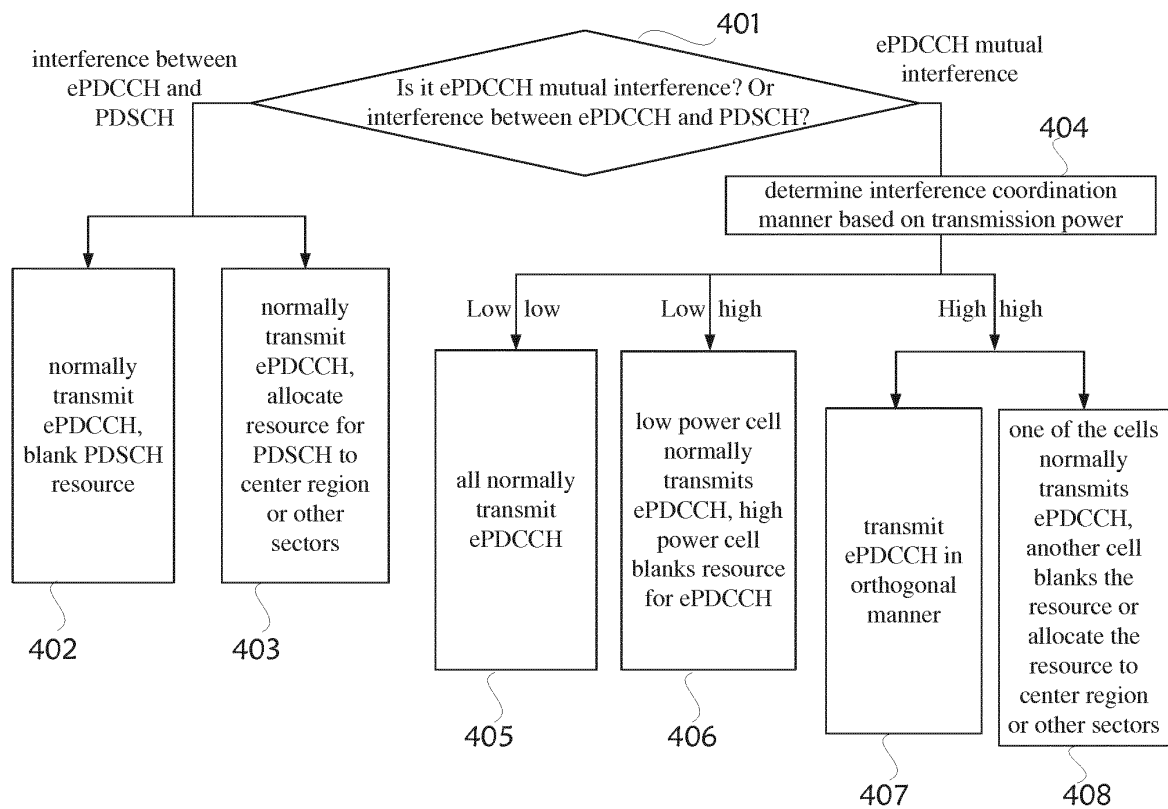 401
interference between
ePDCCH and
PDSCH
Is it ePDCCH mutual interference? Or
interference between ePDCCH and PDSCH?
ePDCCH mutual
interference
404
determine interference coordination
manner based on transmission power
normally
transmit
ePDCCH,
blank PDSCH
resource
402
normally
transmit
ePDCCH,
allocate
resource for
PDSCH to
center region
or other
sectors
403
Low low
all normally
transmit
ePDCCH
405
Low high
low power cell
normally
transmits
ePDCCH, high
power cell
blanks resource
for ePDCCH
406
High high
transmit
ePDCCH in
orthogonal
manner
407
one of the cells
normally
transmits
ePDCCH,
another cell
blanks the
resource or
allocate the
resource to
center region
or other sectors
408